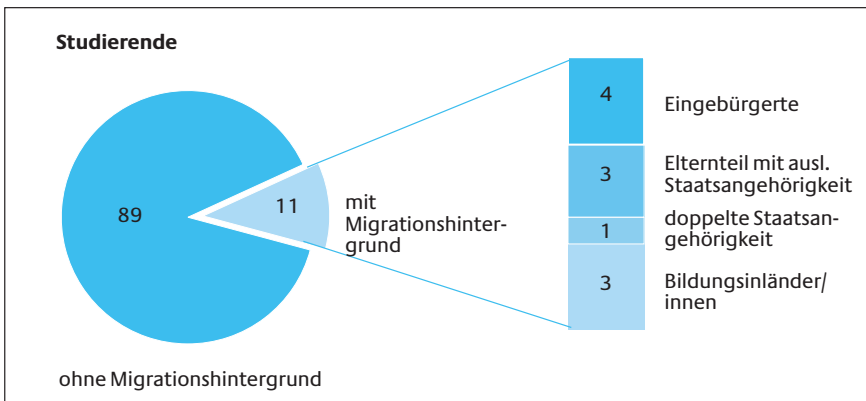 Studierende
89
11
mit
Migrationshinter-
grund
ohne Migrationshintergrund
4
Eingebürgerte
3
Elternteil mit ausl.
Staatsangehörigkeit
1
doppelte Staatsan-
gehörigkeit
3
Bildungsinländer/
innen